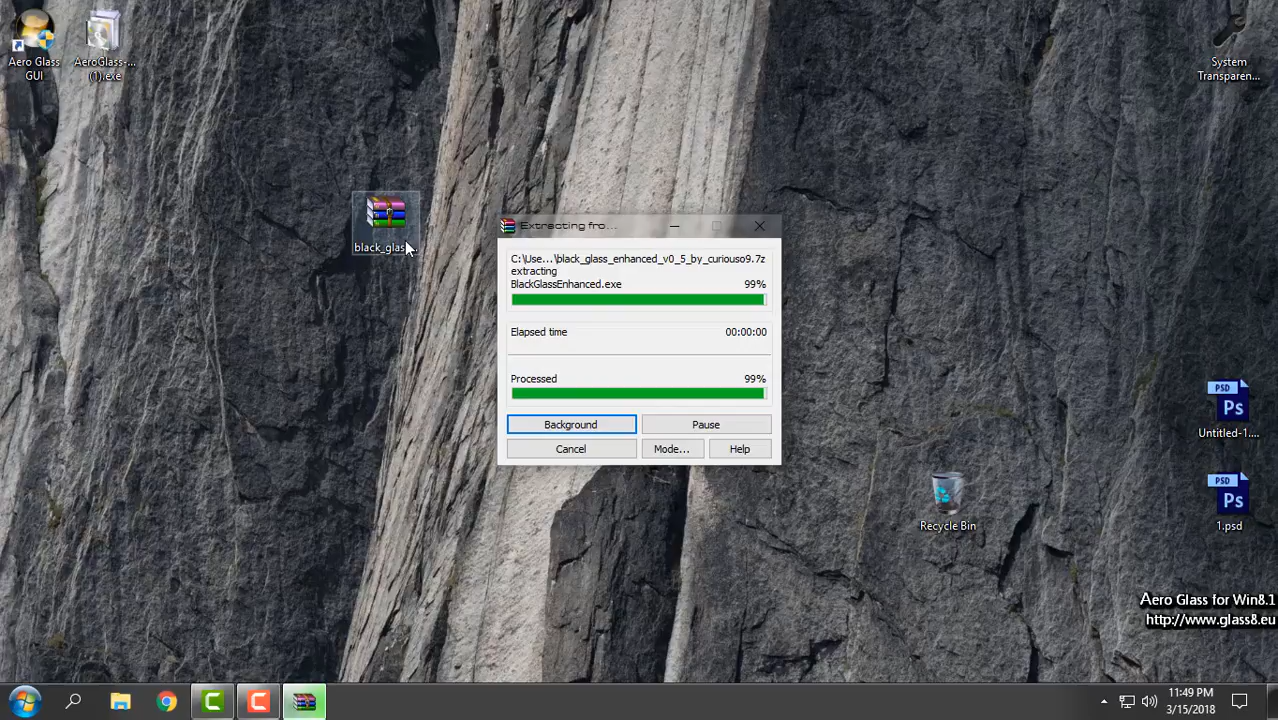 Aero Glass
GUI
AeroGlass-...
(1).exe
System
Transparen...
black_glas...
Extracting fro...
C:\Use...\black_glass_enhanced_v0_5_by_curiouso9.7z
extracting
BlackGlassEnhanced.exe 99%
Elapsed time 00:00:00
Processed 99%
Background Pause
Cancel Mode... Help
PSD
Ps
Untitled-1....
PSD
Ps
1.psd
Recycle Bin
Aero Glass for Win8.1
http://www.glass8.eu
11:49 PM
3/15/2018